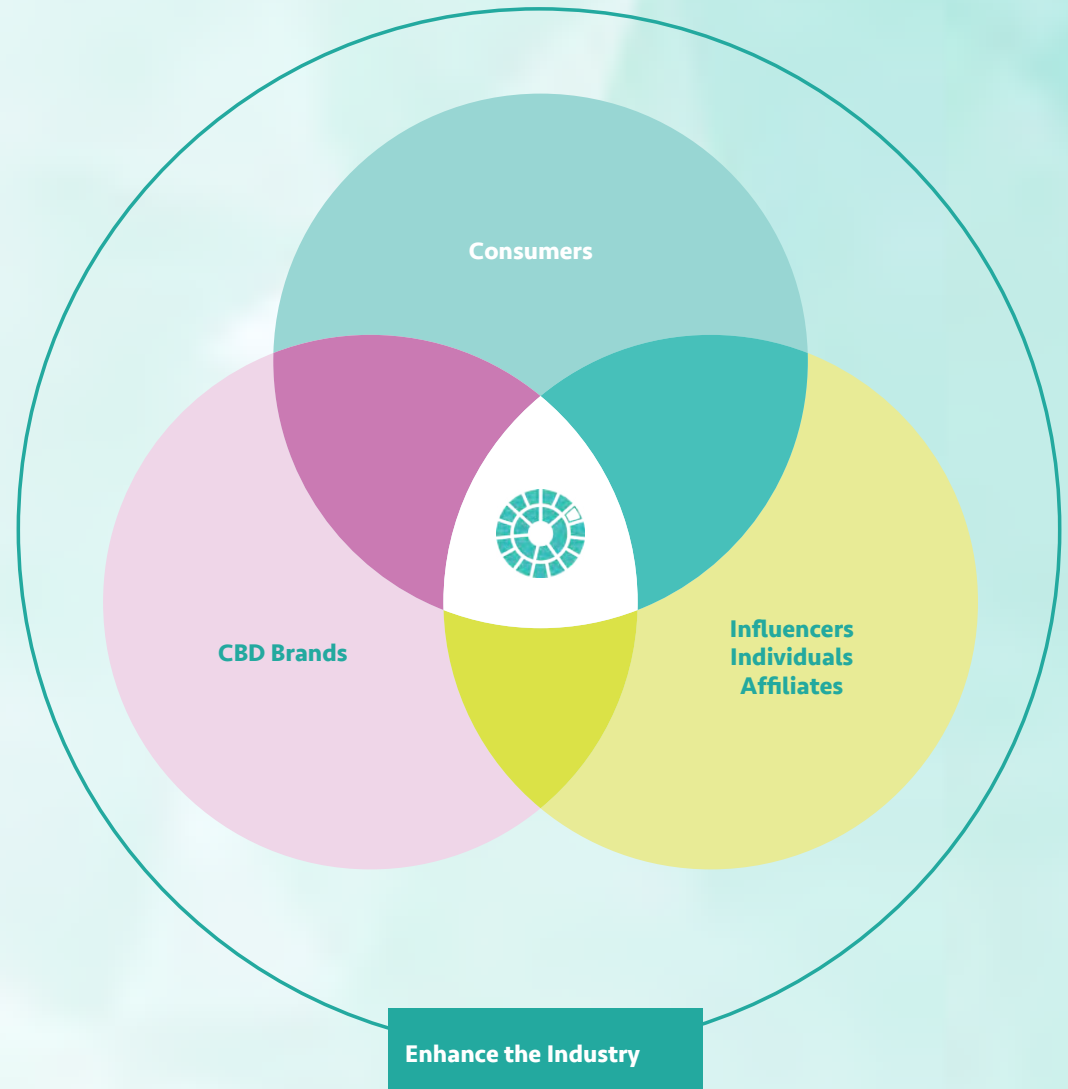 Consumers
CBD Brands
Influencers
Individuals
Affiliates
Enhance the Industry